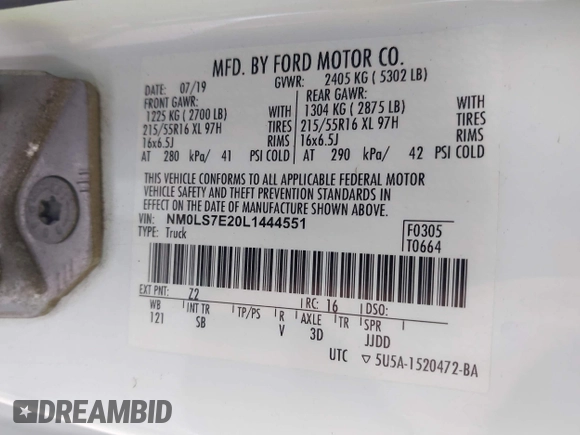 MFD. BY FORD MOTOR CO.
DATE: 07/19 GVWR: 2405 KG ( 5302 LB)
FRONT GAWR: REAR GAWR:
1225 KG ( 2700 LB) WITH 1304 KG ( 2875 LB) WITH
215/55R16 XL 97H TIRES 215/55R16 XL 97H TIRES
16x6.5J RIMS 16x6.5J RIMS
AT 280 kPa/ 41 PSI COLD AT 290 kPa/ 42 PSI COLD
THIS VEHICLE CONFORMS TO ALL APPLICABLE FEDERAL MOTOR
VEHICLE SAFETY AND THEFT PREVENTION STANDARDS IN
EFFECT ON THE DATE OF MANUFACTURE SHOWN ABOVE.
VIN: NM0LS7E20L1444551 F0305
TYPE: Truck T0664
EXT PNT: Z2 RC: 16 DSO:
WB INT TR TP/PS R AXLE TR SPR
121 SB V 3D JJDD
UTC ▽ 5U5A-1520472-BA
DREAMBID